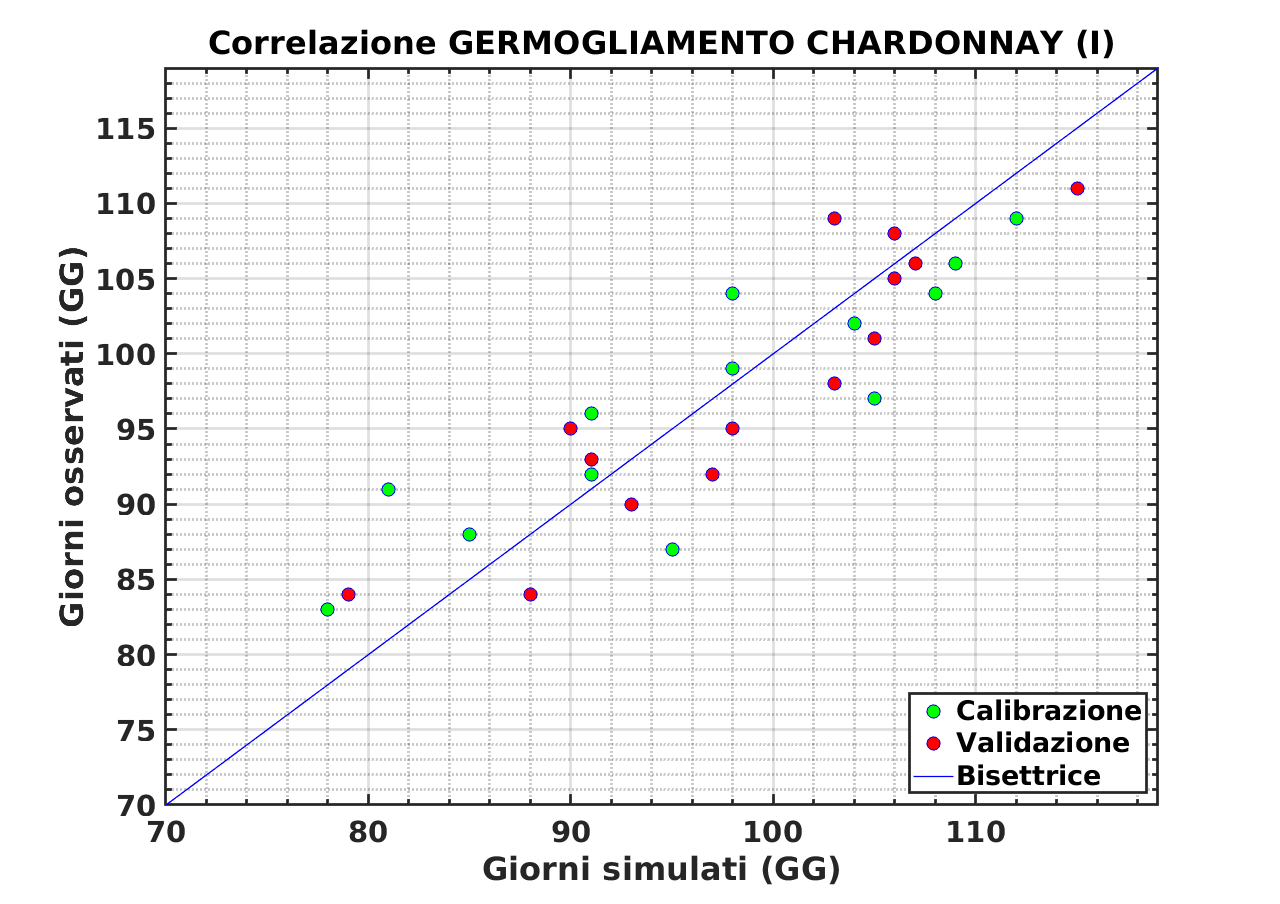 Correlazione GERMOGLIAMENTO CHARDONNAY (I)
Giorni osservati (GG)
115
110
105
100
95
90
85
80
75
70
70 80 90 100 110
Giorni simulati (GG)
Calibrazione
Validazione
Bisettrice